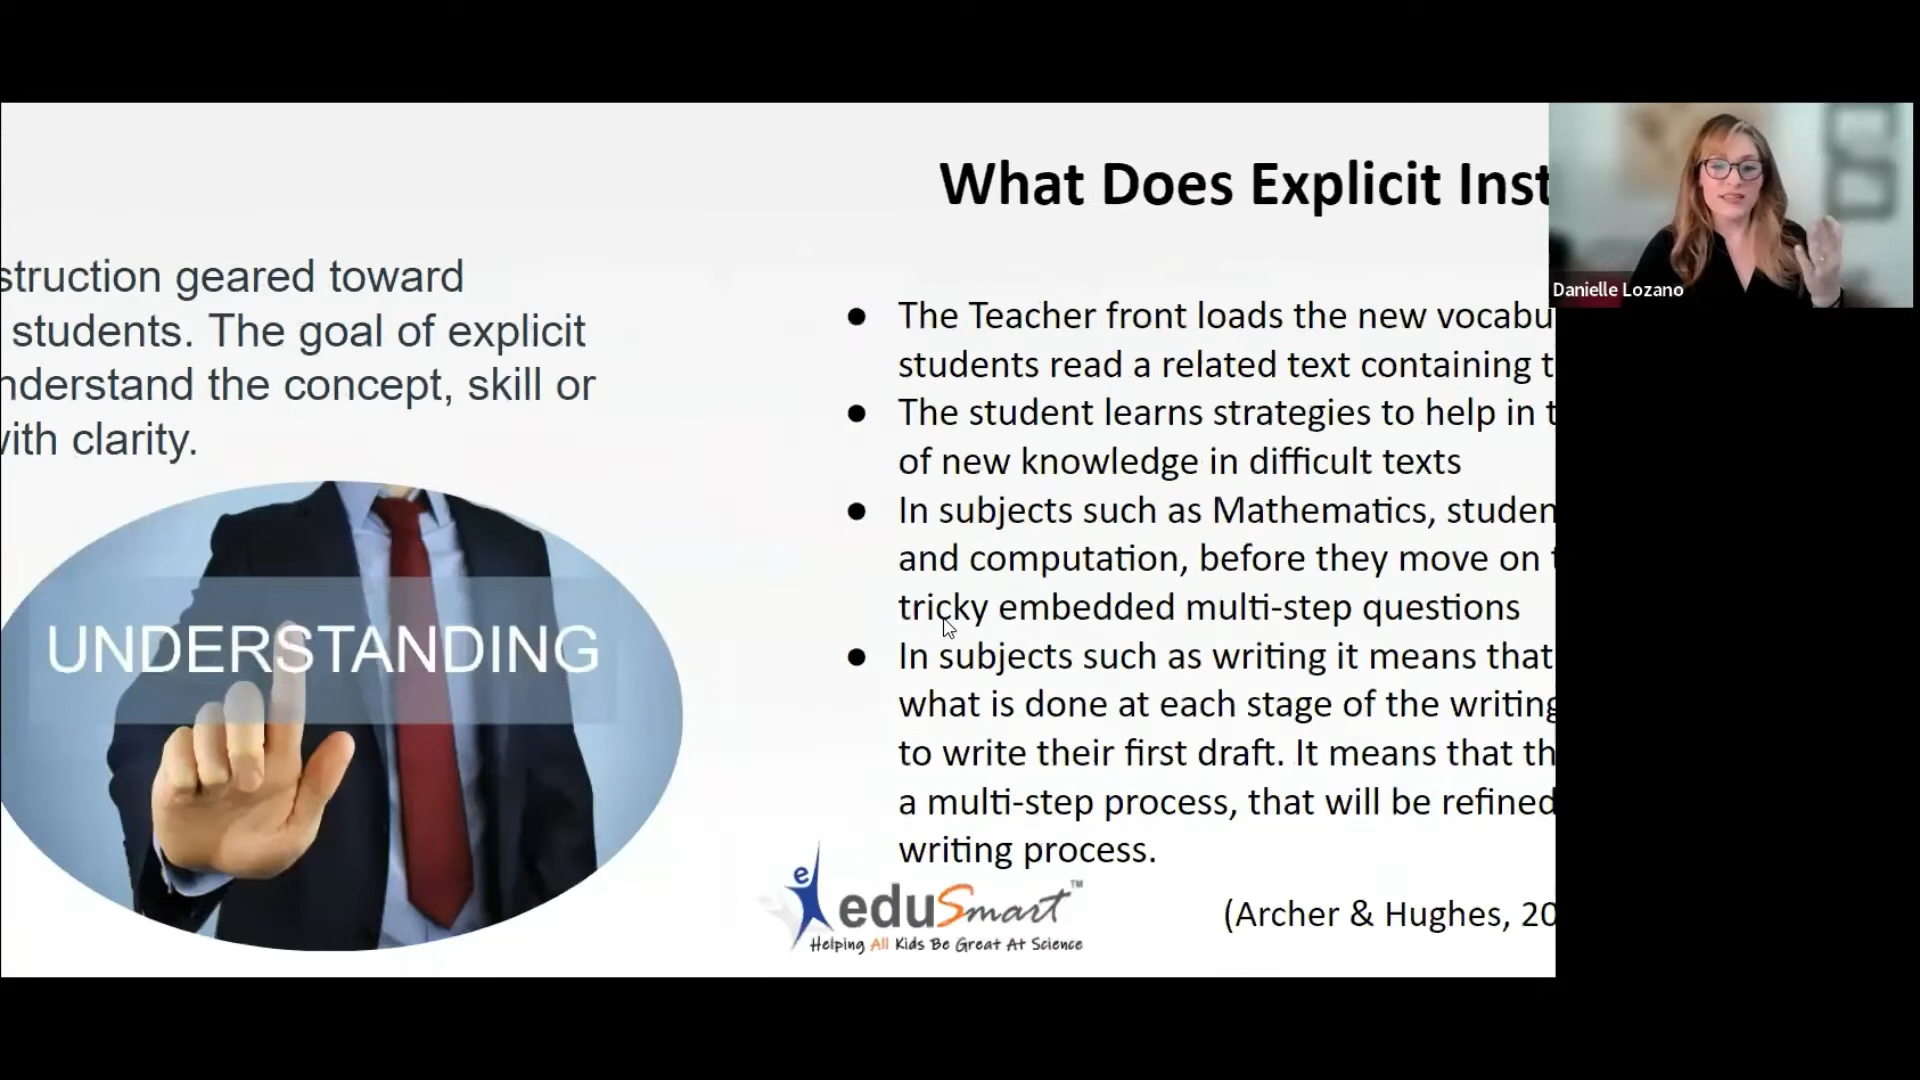 What Does Explicit Inst
struction geared toward
students. The goal of explicit
nderstand the concept, skill or
with clarity.
UNDERSTANDING
● The Teacher front loads the new vocabu
students read a related text containing t
● The student learns strategies to help in t
of new knowledge in difficult texts
● In subjects such as Mathematics, studen
and computation, before they move on t
tricky embedded multi-step questions
● In subjects such as writing it means that
what is done at each stage of the writing
to write their first draft. It means that th
a multi-step process, that will be refined
writing process.
(Archer & Hughes, 20
e
eduSmart™
Helping All Kids Be Great At Science
Danielle Lozano